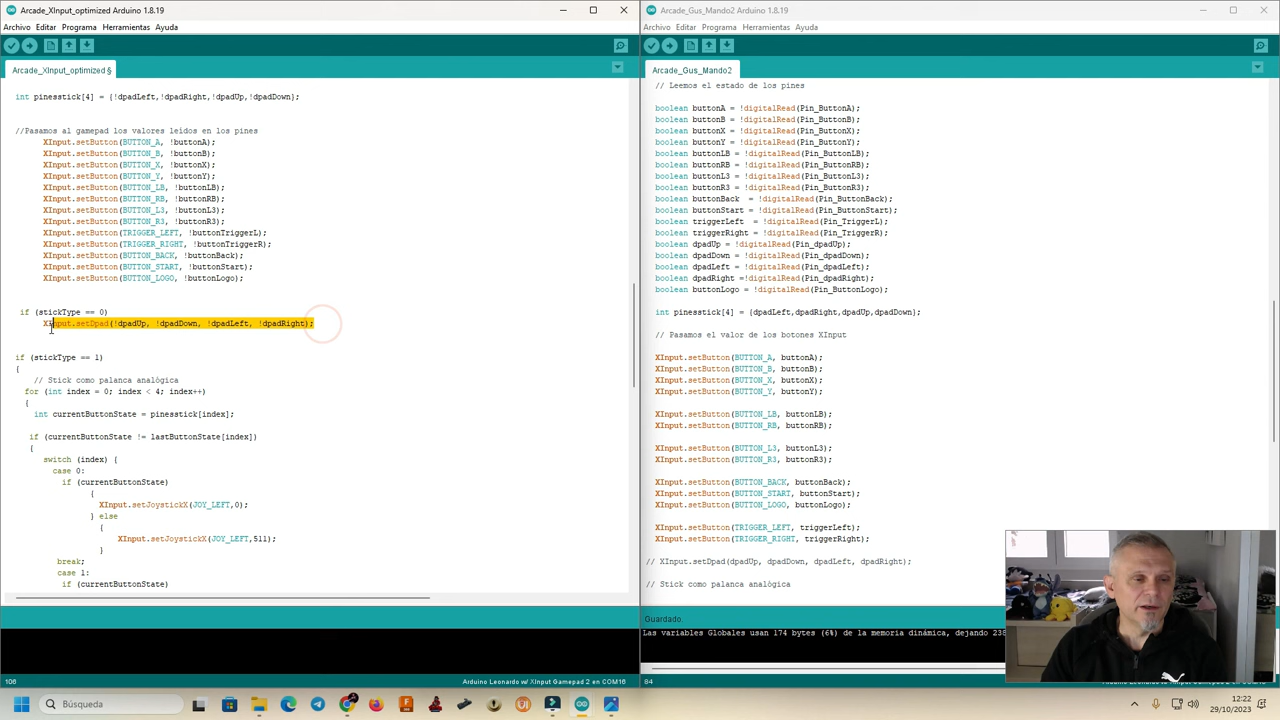 Arcade_XInput_optimized Arduino 1.8.19
Archivo Editar Programa Herramientas Ayuda
Arcade_XInput_optimized §
int pinesstick[4] = {!dpadLeft,!dpadRight,!dpadUp,!dpadDown};
//Pasamos al gamepad los valores leídos en los pines
XInput.setButton(BUTTON_A, !buttonA);
XInput.setButton(BUTTON_B, !buttonB);
XInput.setButton(BUTTON_X, !buttonX);
XInput.setButton(BUTTON_Y, !buttonY);
XInput.setButton(BUTTON_LB, !buttonLB);
XInput.setButton(BUTTON_RB, !buttonRB);
XInput.setButton(BUTTON_L3, !buttonL3);
XInput.setButton(BUTTON_R3, !buttonR3);
XInput.setButton(TRIGGER_LEFT, !buttonTriggerL);
XInput.setButton(TRIGGER_RIGHT, !buttonTriggerR);
XInput.setButton(BUTTON_BACK, !buttonBack);
XInput.setButton(BUTTON_START, !buttonStart);
XInput.setButton(BUTTON_LOGO, !buttonLogo);
if (stickType == 0)
XInput.setDpad(!dpadUp, !dpadDown, !dpadLeft, !dpadRight);
if (stickType == 1)
{
// Stick como palanca analógica
for (int index = 0; index < 4; index++)
{
int currentButtonState = pinesstick[index];
if (currentButtonState != lastButtonState[index])
{
switch (index) {
case 0:
if (currentButtonState)
{
XInput.setJoystickX(JOY_LEFT,0);
} else
{
XInput.setJoystickX(JOY_LEFT,511);
}
break;
case 1:
if (currentButtonState)
106
Arduino Leonardo w/ XInput Gamepad 2 en COM16
Arcade_Gus_Mando2 Arduino 1.8.19
Archivo Editar Programa Herramientas Ayuda
Arcade_Gus_Mando2
// Leemos el estado de los pines
boolean buttonA = !digitalRead(Pin_ButtonA);
boolean buttonB = !digitalRead(Pin_ButtonB);
boolean buttonX = !digitalRead(Pin_ButtonX);
boolean buttonY = !digitalRead(Pin_ButtonY);
boolean buttonLB = !digitalRead(Pin_ButtonLB);
boolean buttonRB = !digitalRead(Pin_ButtonRB);
boolean buttonL3 = !digitalRead(Pin_ButtonL3);
boolean buttonR3 = !digitalRead(Pin_ButtonR3);
boolean buttonBack = !digitalRead(Pin_ButtonBack);
boolean buttonStart = !digitalRead(Pin_ButtonStart);
boolean triggerLeft = !digitalRead(Pin_TriggerL);
boolean triggerRight = !digitalRead(Pin_TriggerR);
boolean dpadUp = !digitalRead(Pin_dpadUp);
boolean dpadDown = !digitalRead(Pin_dpadDown);
boolean dpadLeft = !digitalRead(Pin_dpadLeft);
boolean dpadRight =!digitalRead(Pin_dpadRight);
boolean buttonLogo = !digitalRead(Pin_ButtonLogo);
int pinesstick[4] = {dpadLeft,dpadRight,dpadUp,dpadDown};
// Pasamos el valor de los botones XInput
XInput.setButton(BUTTON_A, buttonA);
XInput.setButton(BUTTON_B, buttonB);
XInput.setButton(BUTTON_X, buttonX);
XInput.setButton(BUTTON_Y, buttonY);
XInput.setButton(BUTTON_LB, buttonLB);
XInput.setButton(BUTTON_RB, buttonRB);
XInput.setButton(BUTTON_L3, buttonL3);
XInput.setButton(BUTTON_R3, buttonR3);
XInput.setButton(BUTTON_BACK, buttonBack);
XInput.setButton(BUTTON_START, buttonStart);
XInput.setButton(BUTTON_LOGO, buttonLogo);
XInput.setButton(TRIGGER_LEFT, triggerLeft);
XInput.setButton(TRIGGER_RIGHT, triggerRight);
// XInput.setDpad(dpadUp, dpadDown, dpadLeft, dpadRight);
// Stick como palanca analógica
Guardado.
Las variables Globales usan 174 bytes (6%) de la memoria dinámica, dejando
84
Búsqueda
12:22
29/10/2023